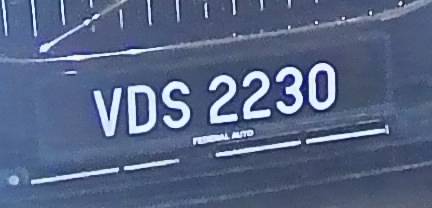 VDS 2230
FEDERAL AUTO